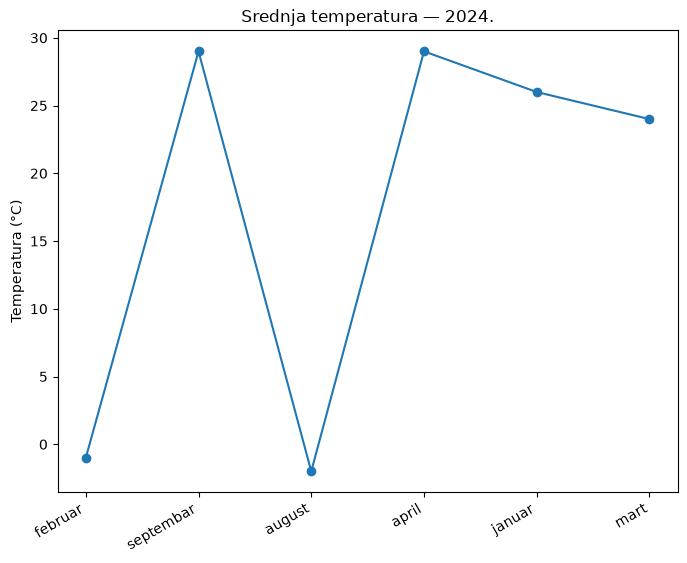 Srednja temperatura — 2024.
Temperatura (°C)
30
25
20
15
10
5
0
februar
septembar
august
april
januar
mart